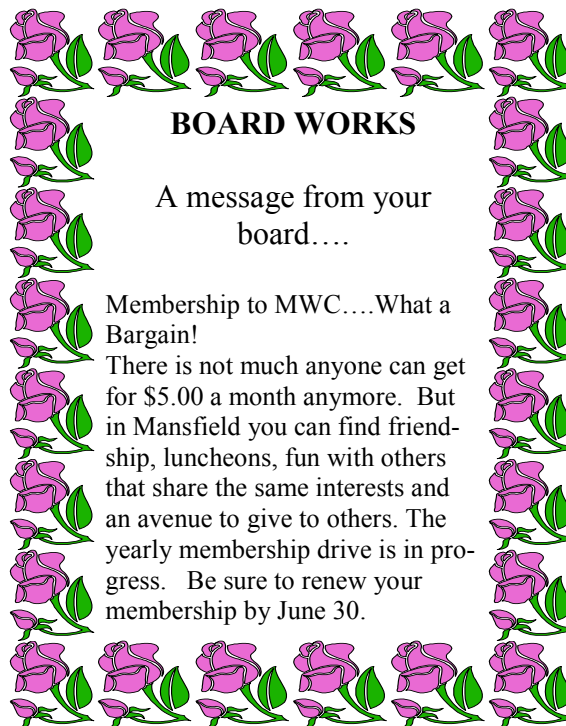 BOARD WORKS
A message from your
board….
Membership to MWC….What a
Bargain!
There is not much anyone can get
for $5.00 a month anymore.  But
in Mansfield you can find friend-
ship, luncheons, fun with others
that share the same interests and
an avenue to give to others. The
yearly membership drive is in pro-
gress.   Be sure to renew your
membership by June 30.